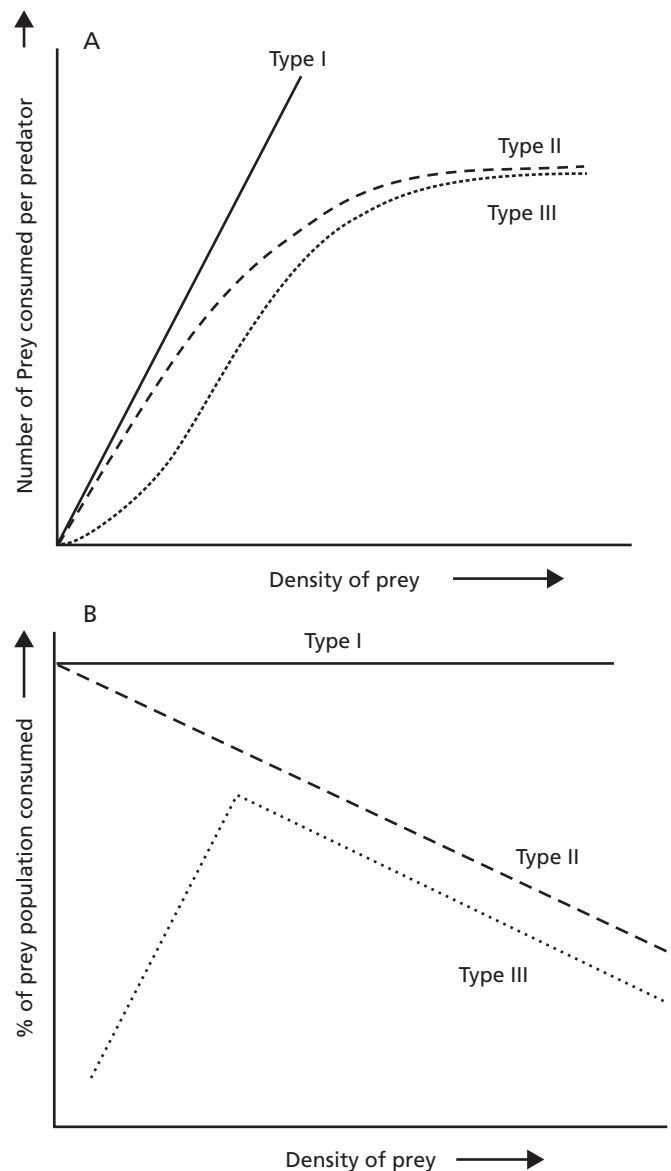 A
Type I
Type II
Type III
Number of Prey consumed per predator
Density of prey
B
Type I
Type II
Type III
% of prey population consumed
Density of prey